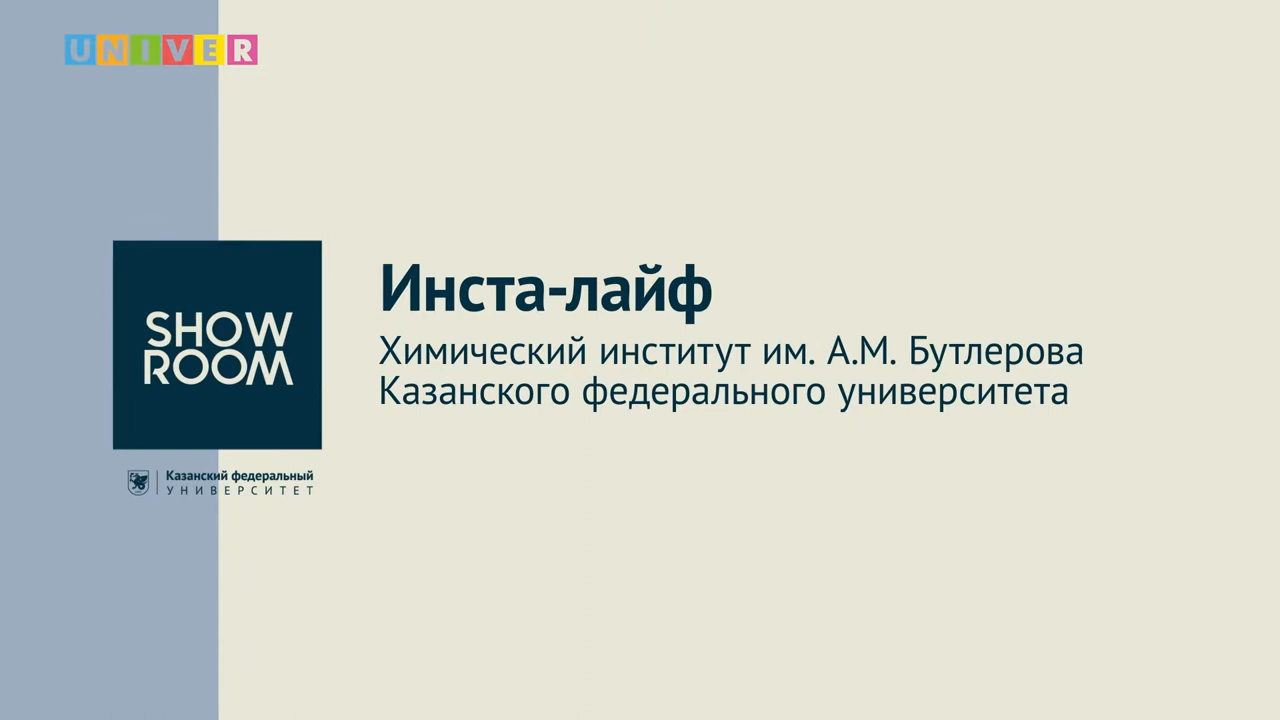 UNIVER
SHOW
ROOM
Инста-лайф
Химический институт им. А.М. Бутлерова
Казанского федерального университета
Казанский федеральный
УНИВЕРСИТЕТ